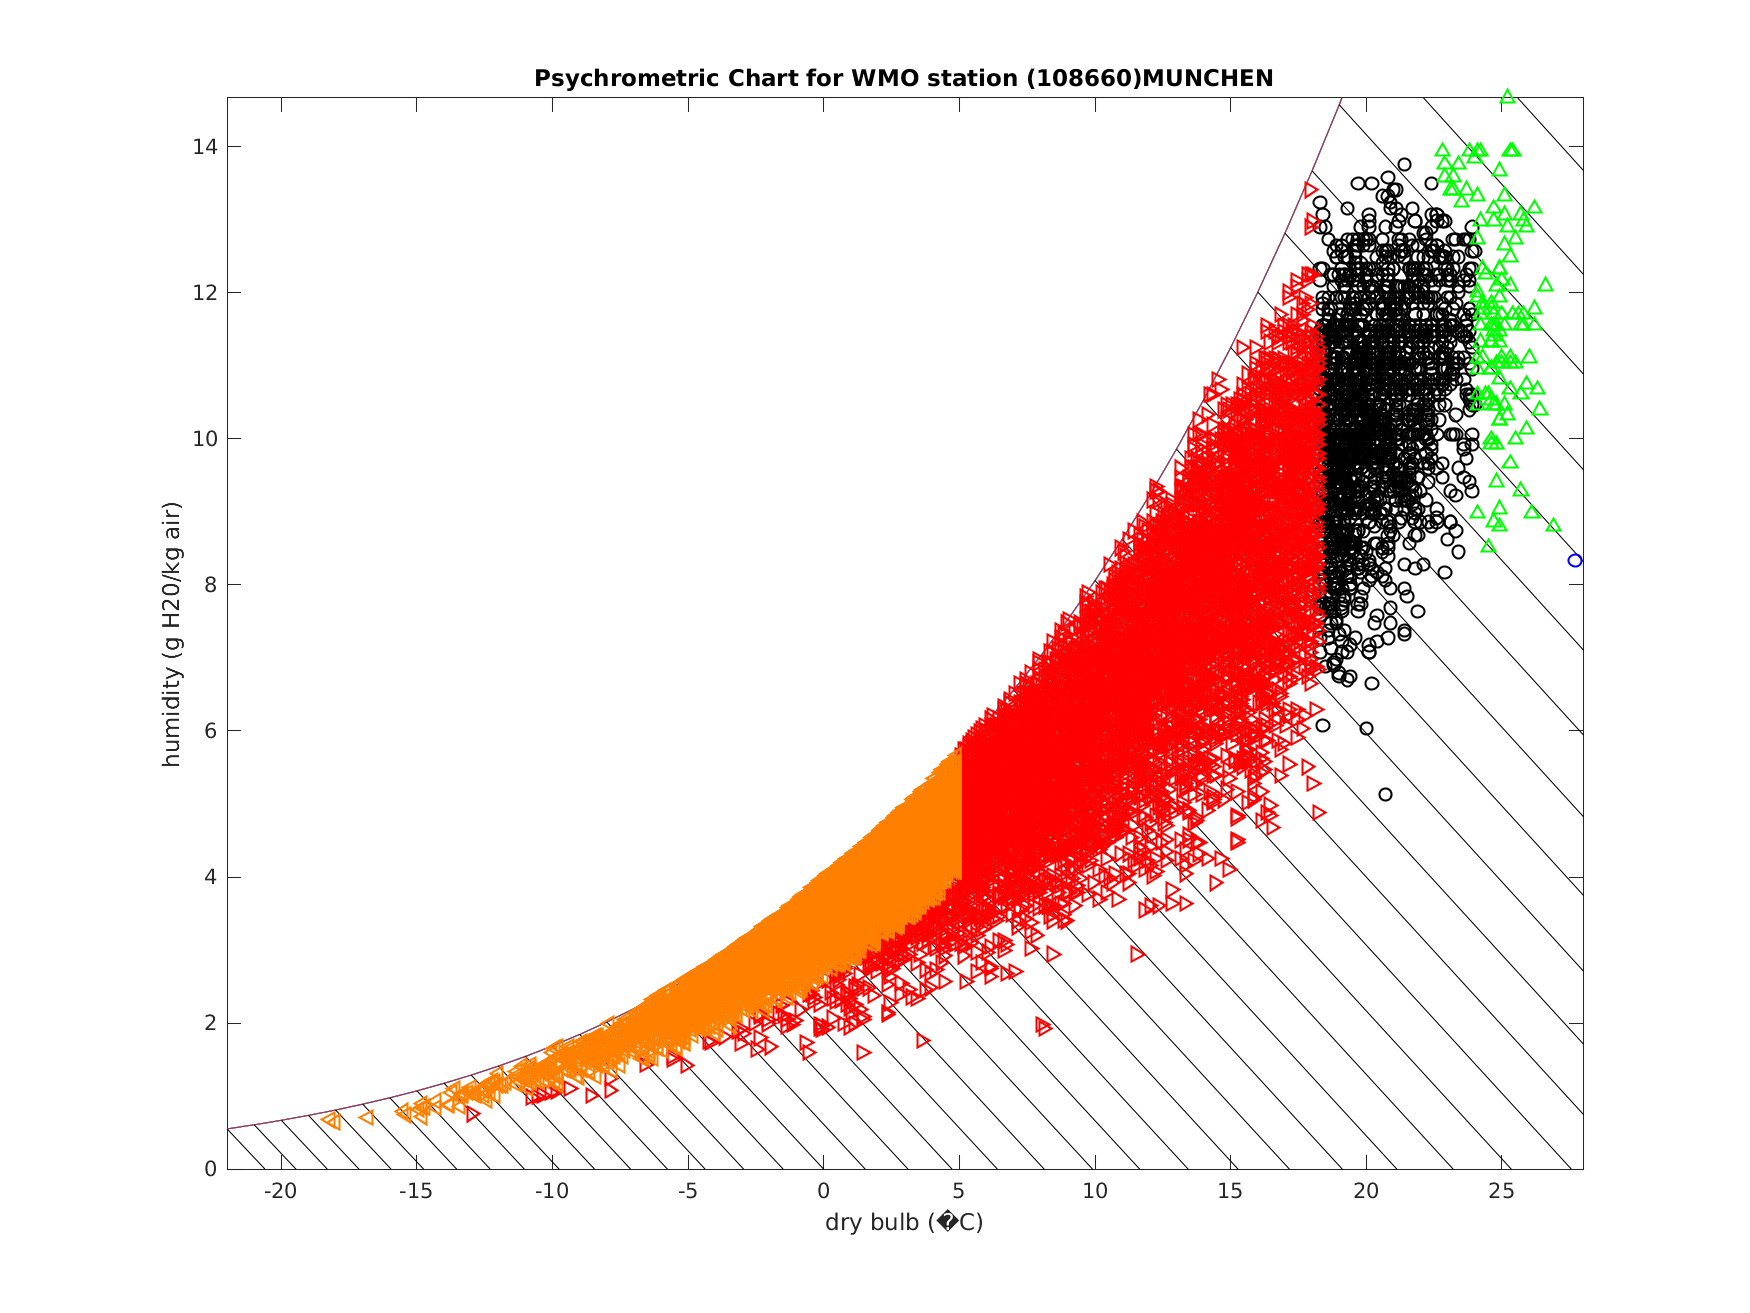 Psychrometric Chart for WMO station (108660)MUNCHEN
14
12
10
8
6
4
2
0
humidity (g H20/kg air)
-20 -15 -10 -5 0 5 10 15 20 25
dry bulb (�C)